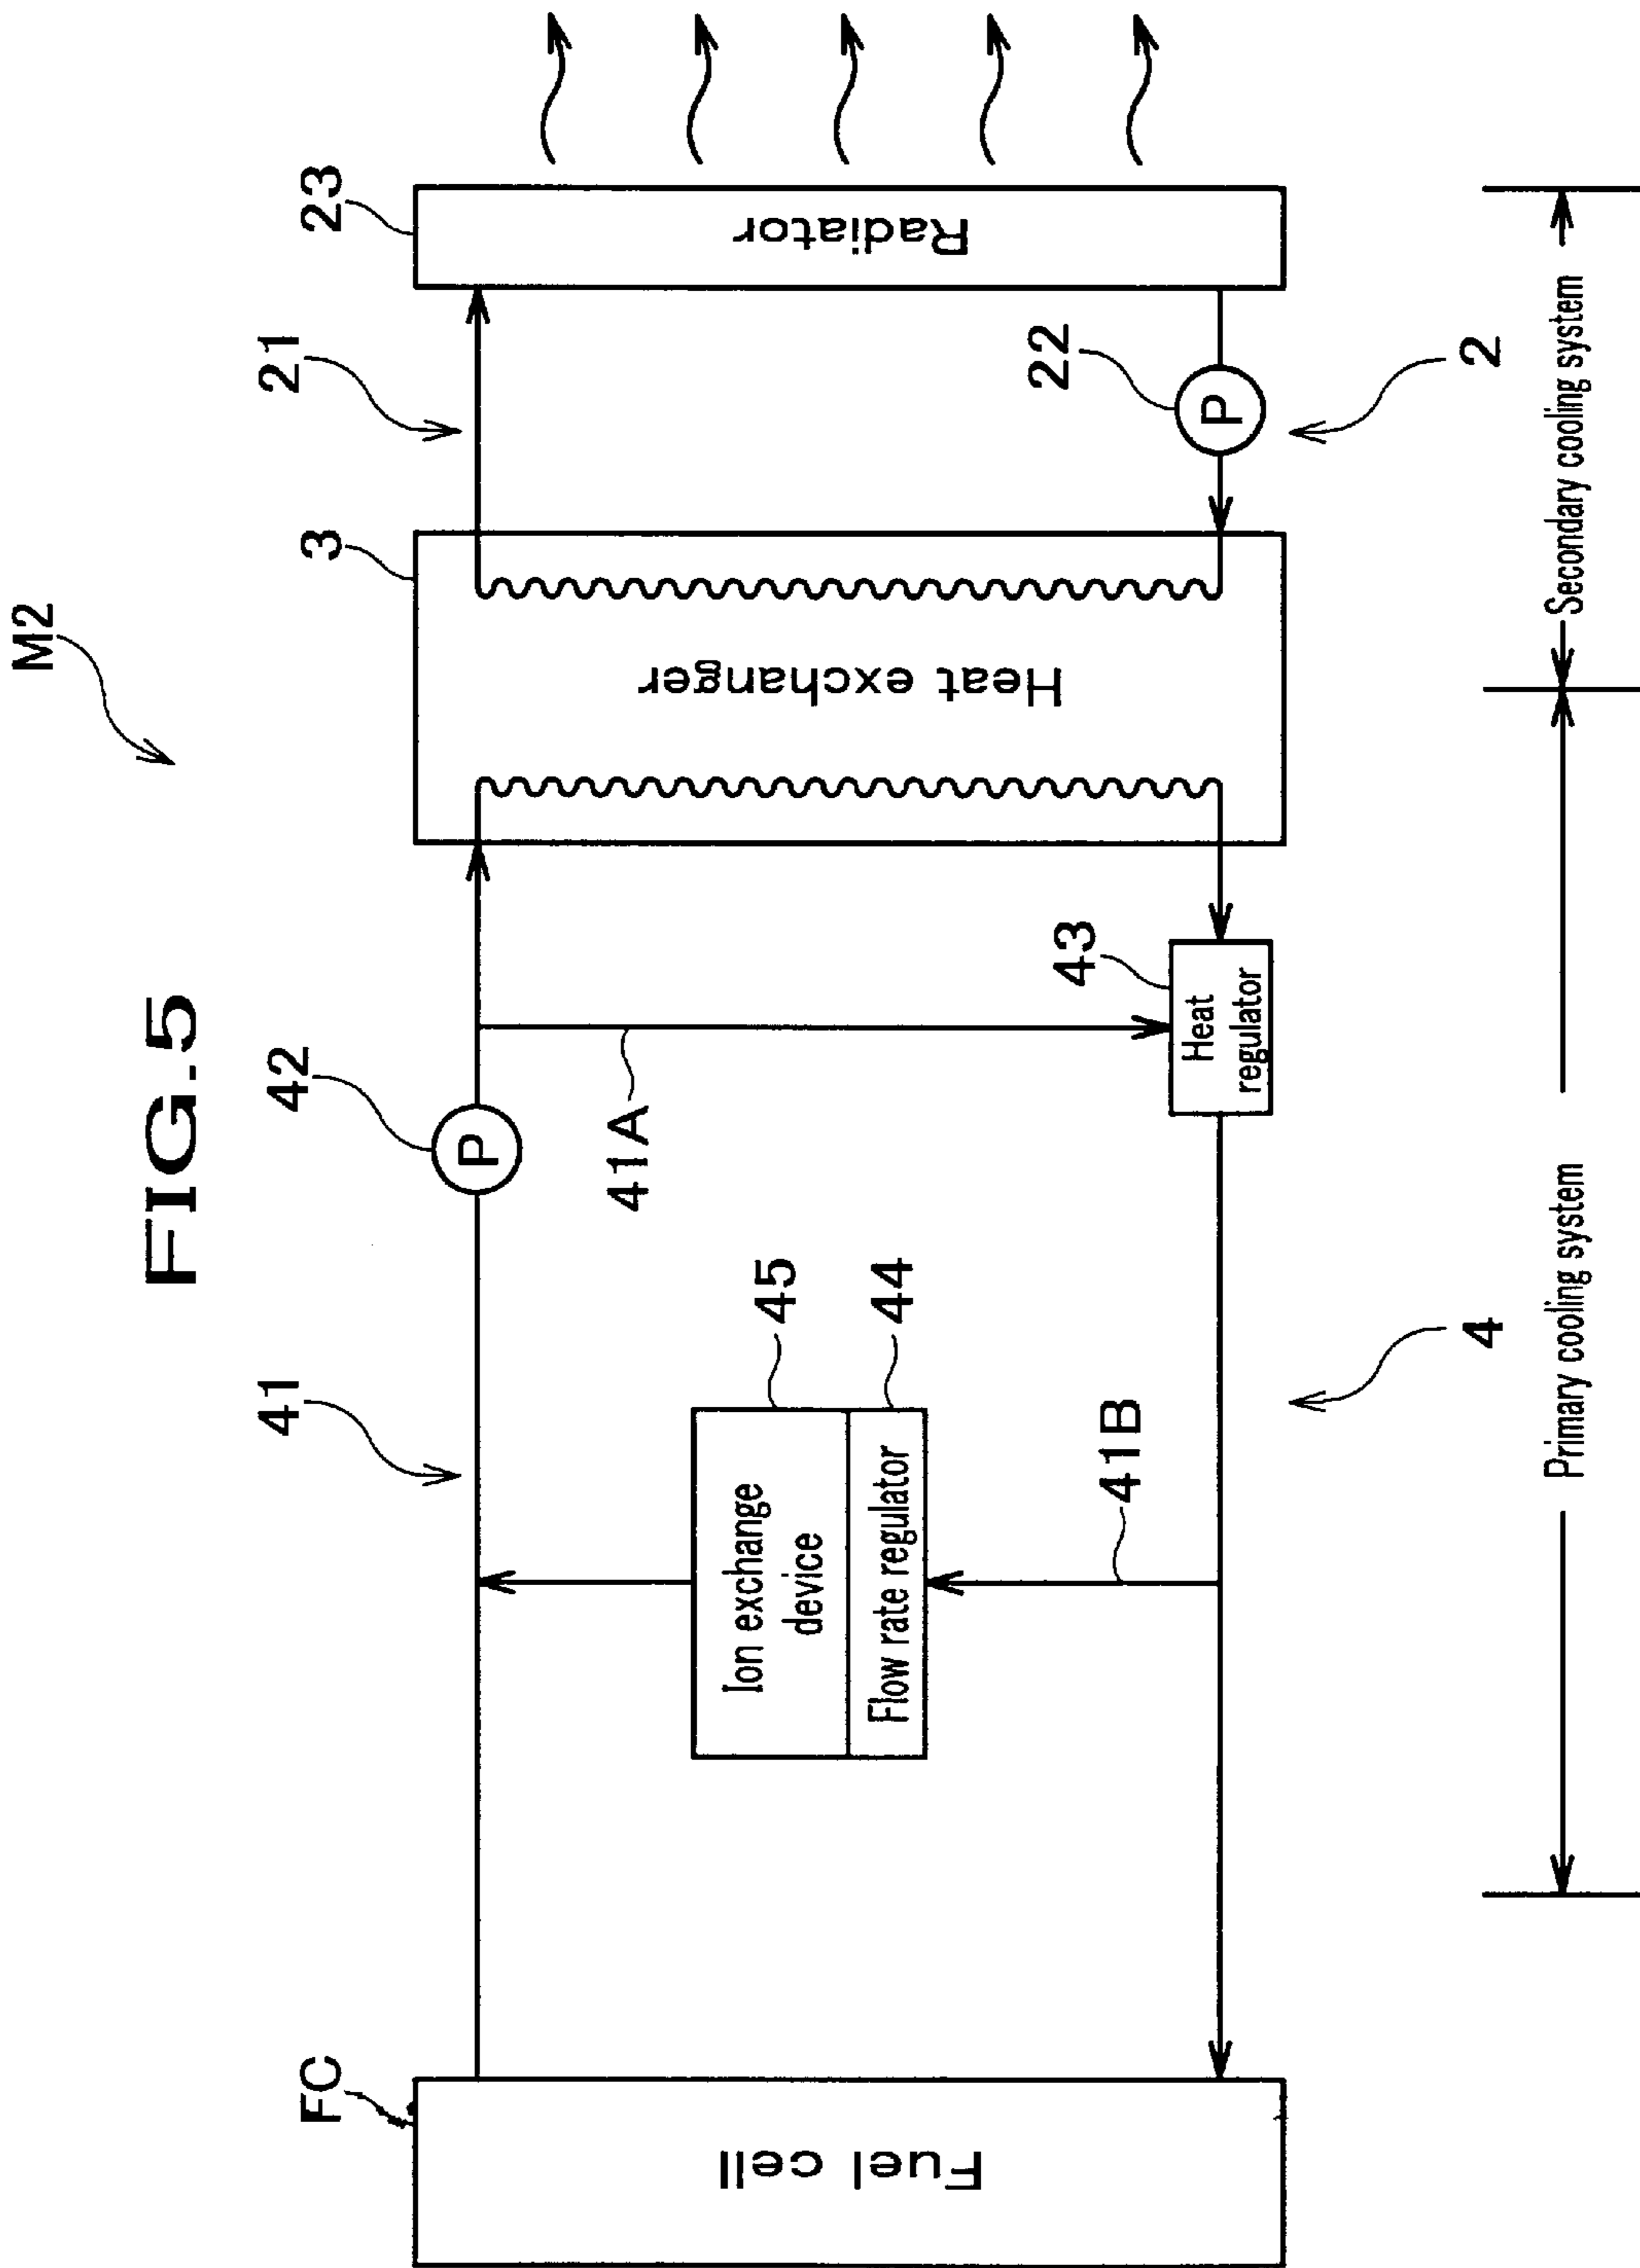 FIG.5
M2
FC
41
42
3
21
23
Fuel cell
45
Ion exchange
device
44
Flow rate regulator
P
41A
41B
43
Heat
regulator
Heat exchanger
22
P
Radiator
4
2
Primary cooling system
Secondary cooling system